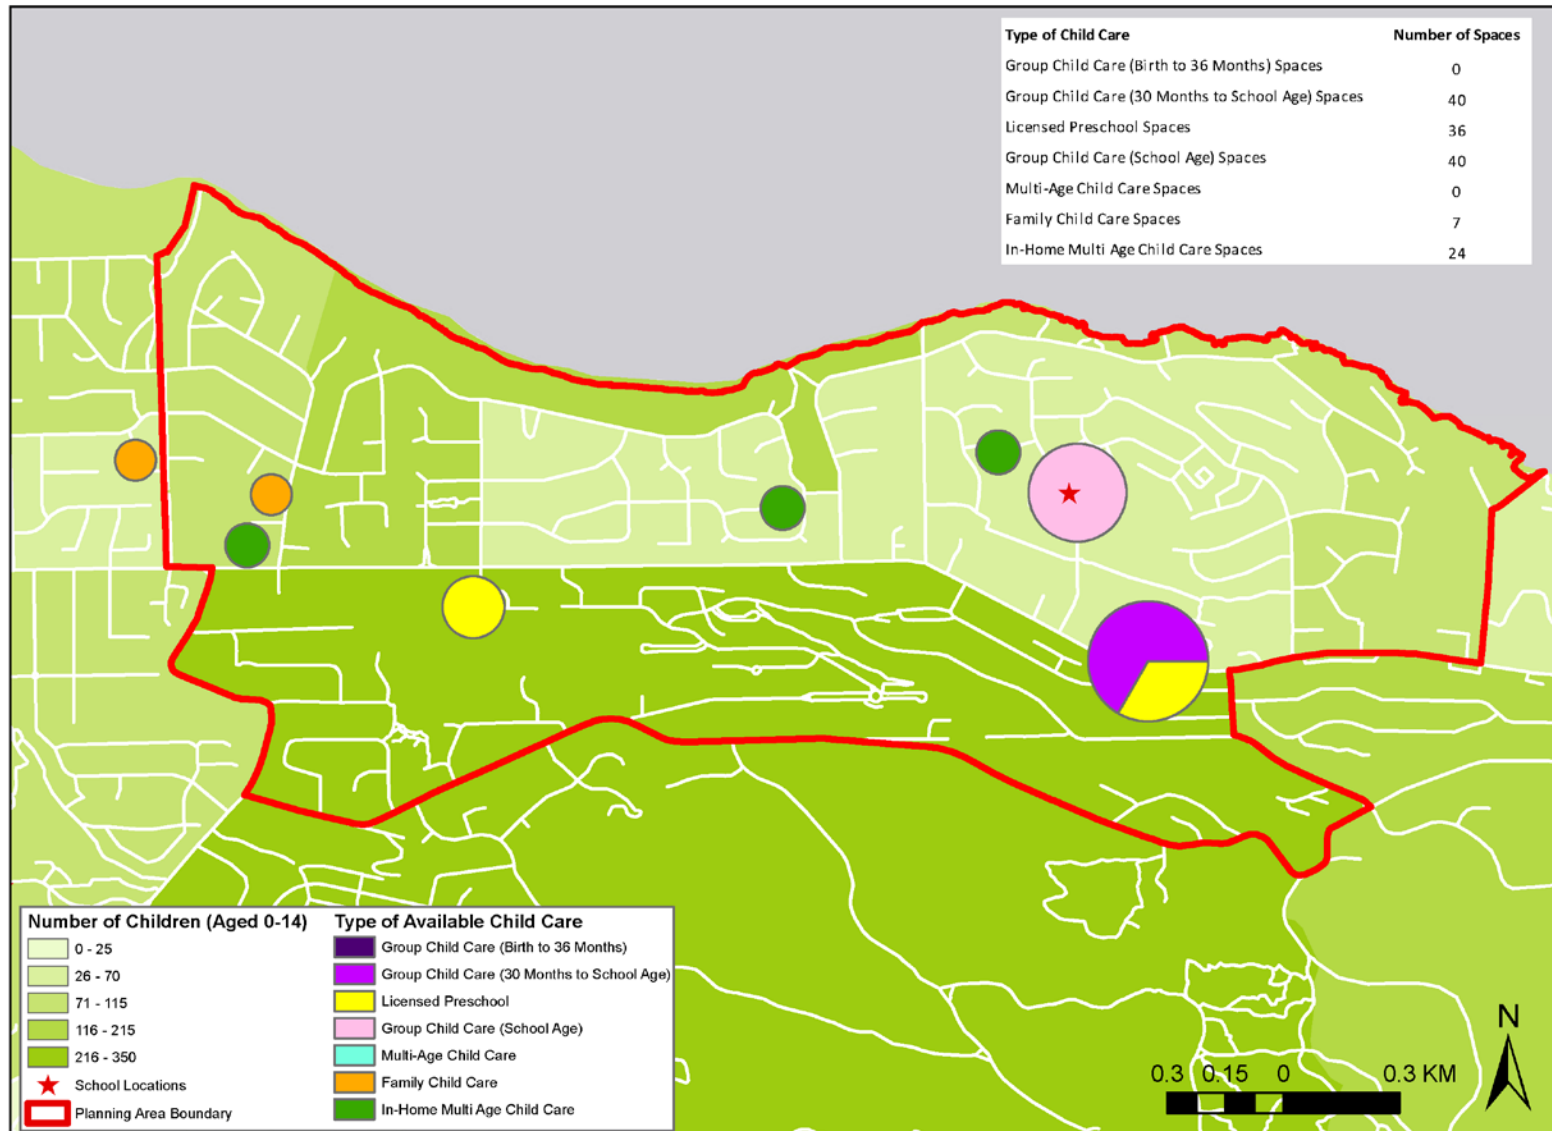 Type of Child Care Number of Spaces
Group Child Care (Birth to 36 Months) Spaces 0
Group Child Care (30 Months to School Age) Spaces 40
Licensed Preschool Spaces 36
Group Child Care (School Age) Spaces 40
Multi-Age Child Care Spaces 0
Family Child Care Spaces 7
In-Home Multi Age Child Care Spaces 24
Number of Children (Aged 0-14)
0 - 25
26 - 70
71 - 115
116 - 215
216 - 350
School Locations
Planning Area Boundary
Type of Available Child Care
Group Child Care (Birth to 36 Months)
Group Child Care (30 Months to School Age)
Licensed Preschool
Group Child Care (School Age)
Multi-Age Child Care
Family Child Care
In-Home Multi Age Child Care
N
0.3 0.15 0 0.3 KM